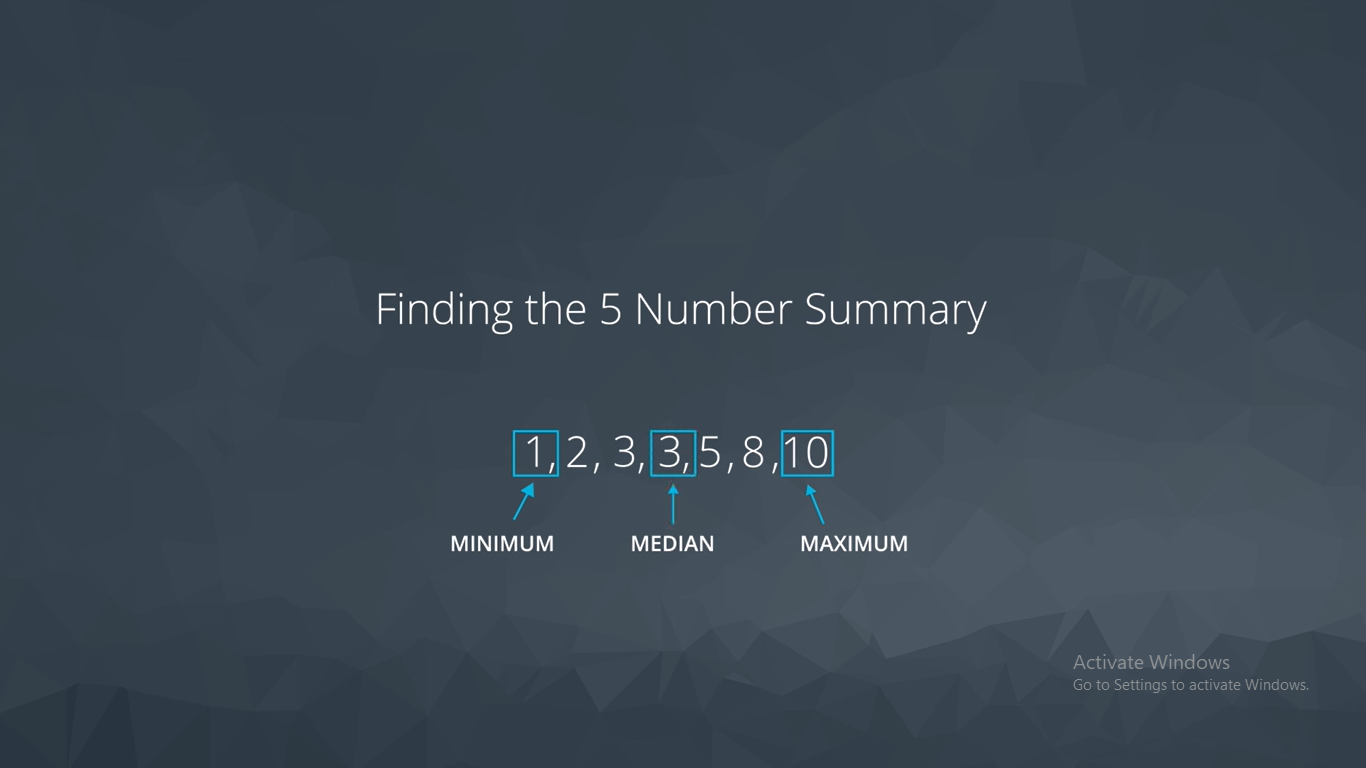 Finding the 5 Number Summary
1, 2, 3, 3, 5, 8, 10
MINIMUM MEDIAN MAXIMUM
Activate Windows
Go to Settings to activate Windows.